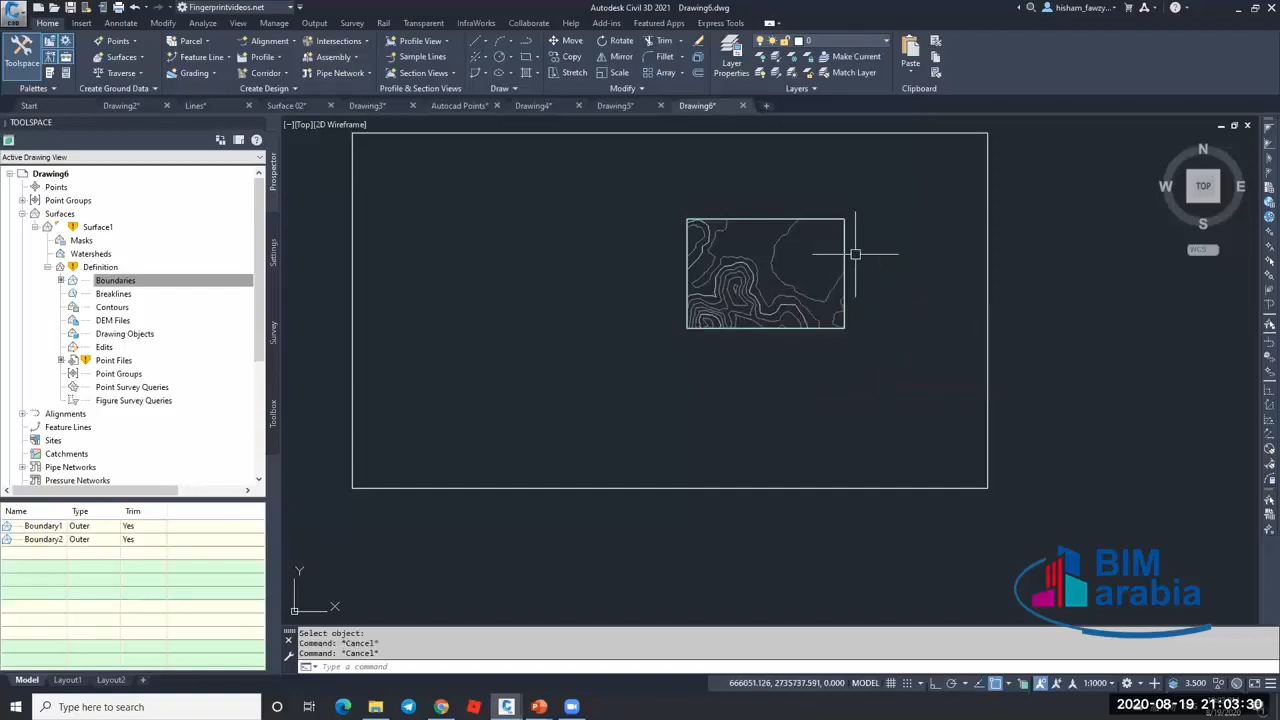 Fingerprintvideos.net
Autodesk Civil 3D 2021 Drawing6.dwg
hisham_fawzy...
Home Insert Annotate Modify Analyze View Manage Output Survey Rail Transparent InfraWorks Collaborate Help Add-ins Featured Apps Express Tools
Toolspace
Points
Surfaces
Traverse
Parcel
Feature Line
Grading
Alignment
Profile
Corridor
Intersections
Assembly
Pipe Network
Profile View
Sample Lines
Section Views
Move
Copy
Stretch
Rotate
Mirror
Scale
Trim
Fillet
Array
Layer
Properties
0
Make Current
Match Layer
Paste
Palettes Create Ground Data Create Design Profile & Section Views Draw Modify Layers Clipboard
Start Drawing2* Lines* Surface 02* Drawing3* Autocad Points* Drawing4* Drawing5* Drawing6*
TOOLSPACE
Active Drawing View
Drawing6
Points
Point Groups
Surfaces
Surface1
Masks
Watersheds
Definition
Boundaries
Breaklines
Contours
DEM Files
Drawing Objects
Edits
Point Files
Point Groups
Point Survey Queries
Figure Survey Queries
Alignments
Feature Lines
Sites
Catchments
Pipe Networks
Pressure Networks
Prospector
Settings
Survey
Toolbox
Name Type Trim
Boundary1 Outer Yes
Boundary2 Outer Yes
[−][Top][2D Wireframe]
N
W TOP E
S
WCS
Y
X
BIM
arabia
Select object:
Command: *Cancel*
Command: *Cancel*
Type a command
Model Layout1 Layout2
666051.126, 2735737.591, 0.000 MODEL
1:1000
3.500
Type here to search
2020-08-19 21:03:30